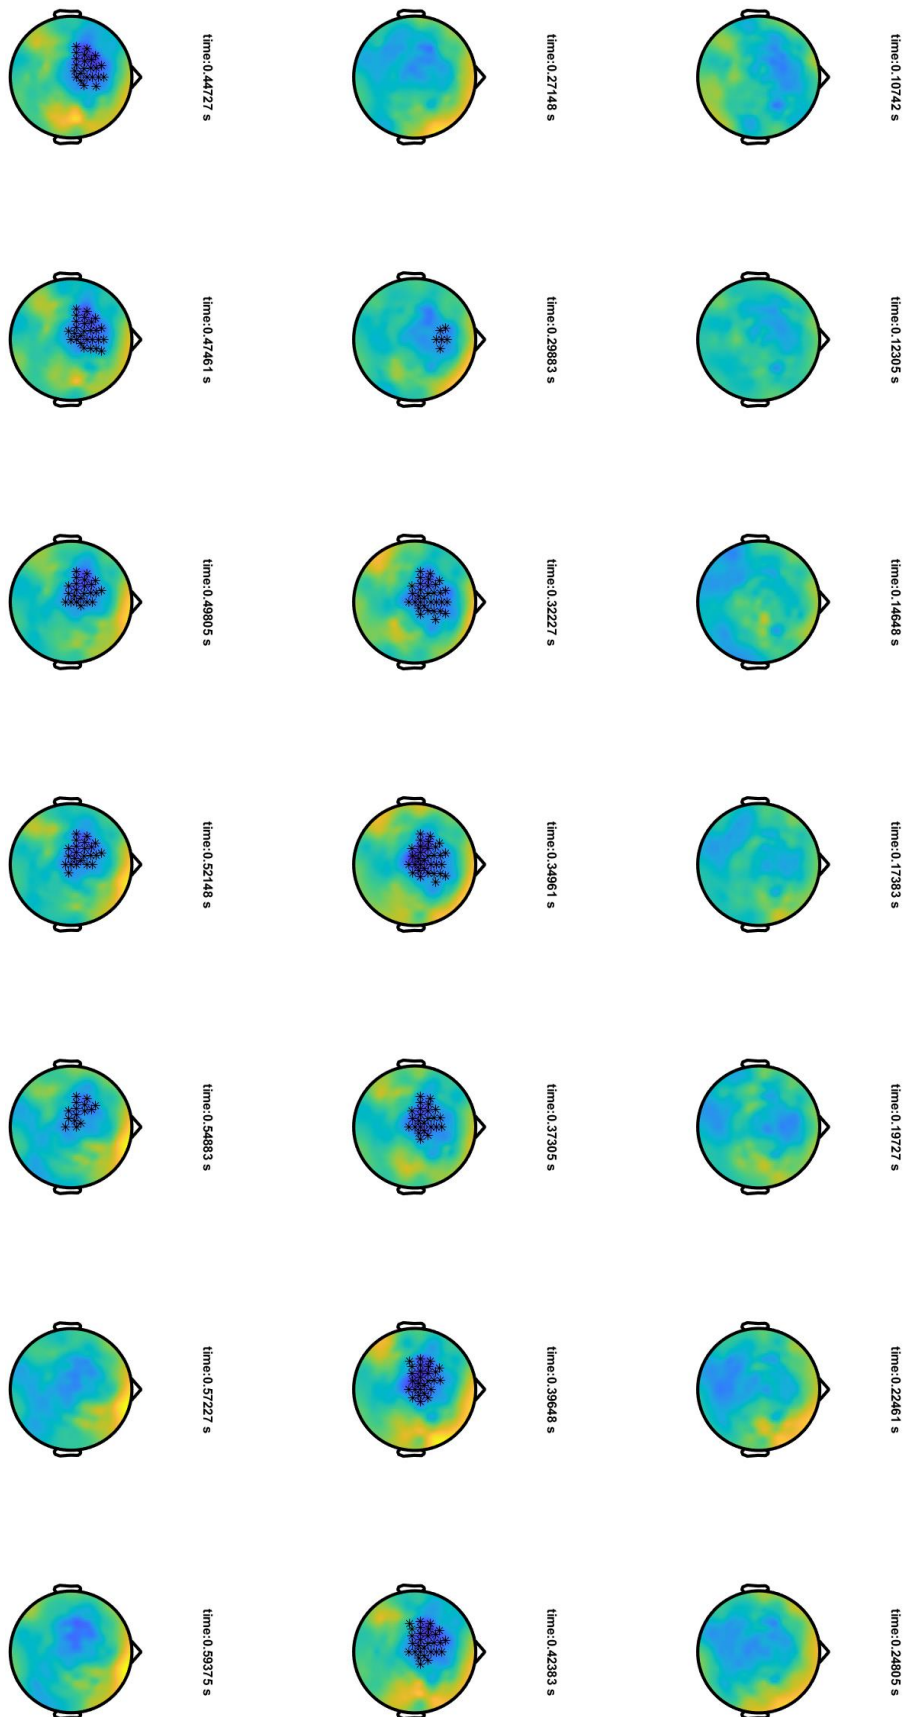 time:0.10742 s
time:0.12305 s
time:0.14648 s
time:0.17383 s
time:0.19727 s
time:0.22461 s
time:0.24805 s
time:0.27148 s
time:0.29883 s
time:0.32227 s
time:0.34961 s
time:0.37305 s
time:0.39648 s
time:0.42383 s
time:0.44727 s
time:0.47461 s
time:0.49805 s
time:0.52148 s
time:0.54883 s
time:0.57227 s
time:0.59375 s